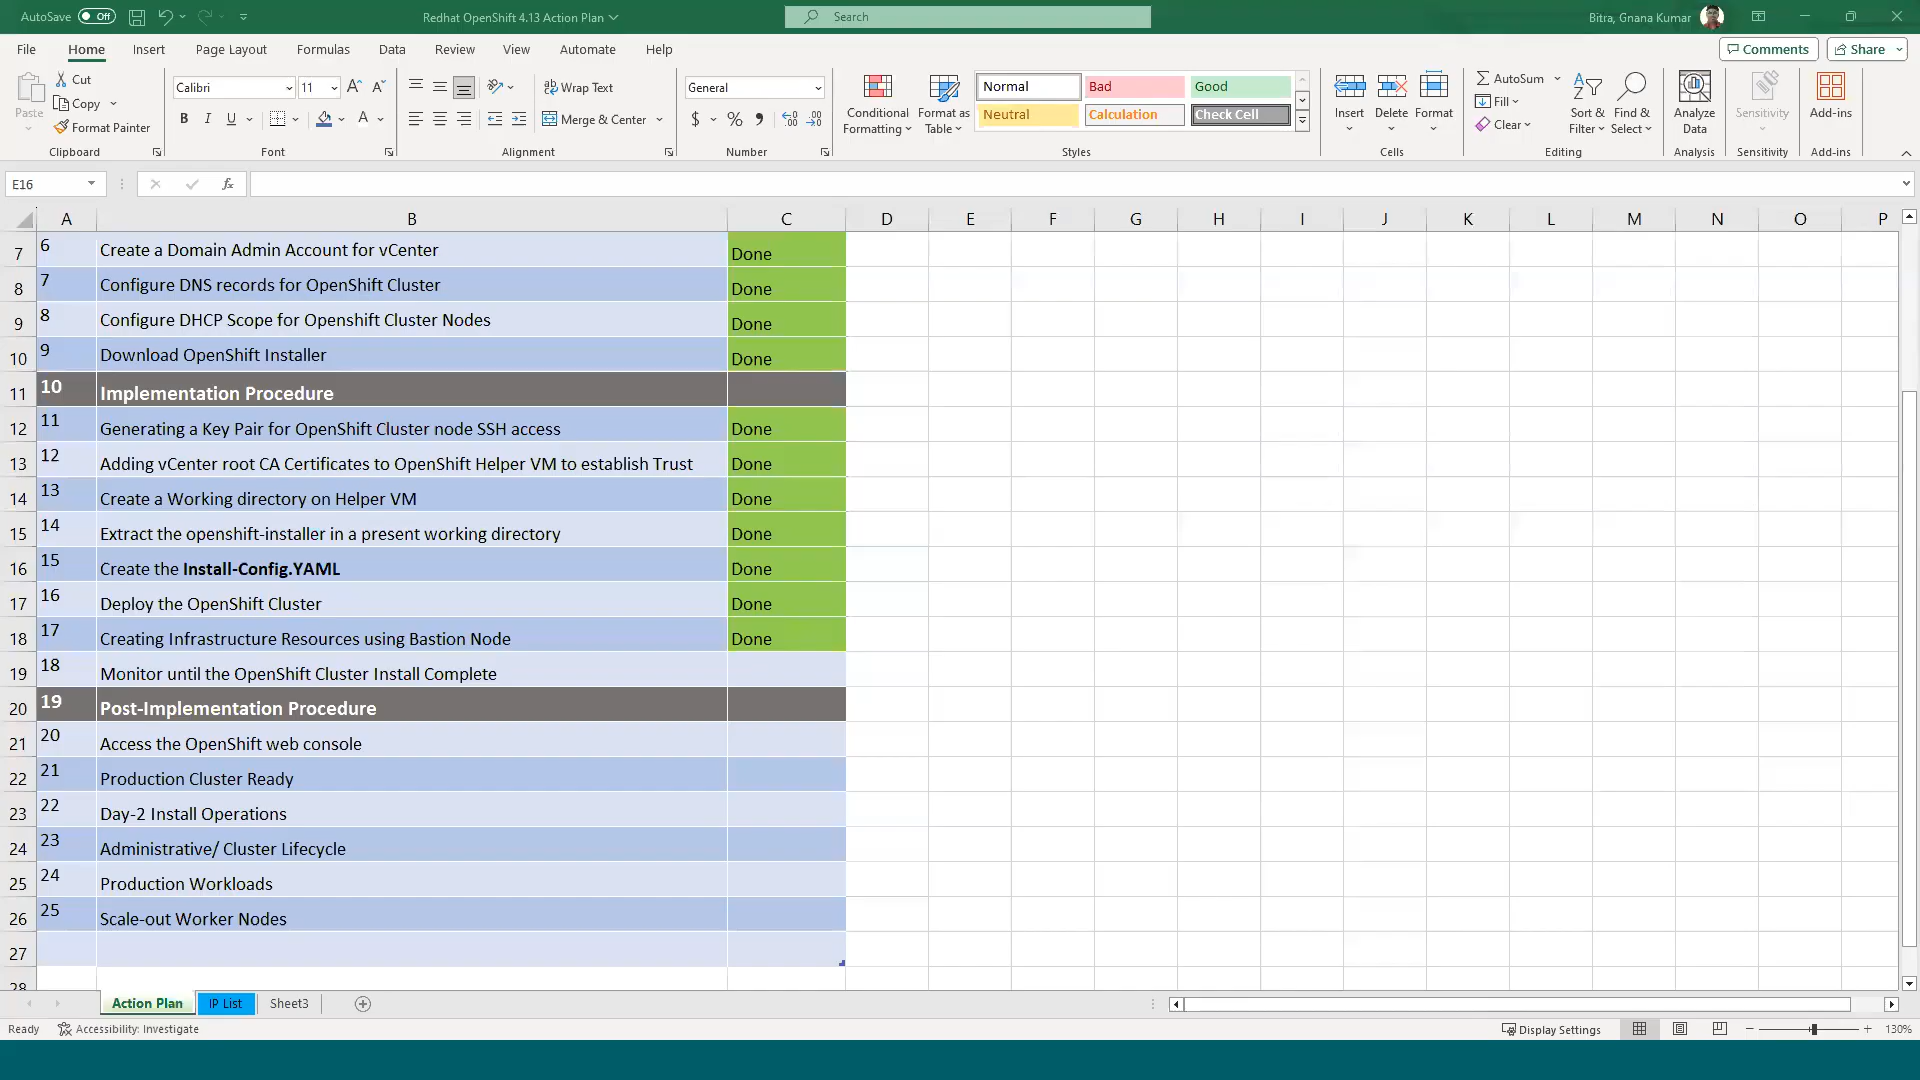 AutoSave Off
Redhat OpenShift 4.13 Action Plan
Search
Bitra, Gnana Kumar
File Home Insert Page Layout Formulas Data Review View Automate Help
Comments Share
Paste
Cut
Copy
Format Painter
Clipboard
Calibri 11
B I U
Font
Wrap Text
Merge & Center
Alignment
General
$ % 9
Number
Conditional Formatting
Format as Table
Normal Bad Good
Neutral Calculation Check Cell
Styles
Insert Delete Format
Cells
AutoSum
Fill
Clear
Sort & Filter
Find & Select
Editing
Analyze Data
Analysis
Sensitivity
Sensitivity
Add-ins
Add-ins
E16 fx
A B C D E F G H I J K L M N O P
7 6 Create a Domain Admin Account for vCenter Done
8 7 Configure DNS records for OpenShift Cluster Done
9 8 Configure DHCP Scope for Openshift Cluster Nodes Done
10 9 Download OpenShift Installer Done
11 10 Implementation Procedure
12 11 Generating a Key Pair for OpenShift Cluster node SSH access Done
13 12 Adding vCenter root CA Certificates to OpenShift Helper VM to establish Trust Done
14 13 Create a Working directory on Helper VM Done
15 14 Extract the openshift-installer in a present working directory Done
16 15 Create the Install-Config.YAML Done
17 16 Deploy the OpenShift Cluster Done
18 17 Creating Infrastructure Resources using Bastion Node Done
19 18 Monitor until the OpenShift Cluster Install Complete
20 19 Post-Implementation Procedure
21 20 Access the OpenShift web console
22 21 Production Cluster Ready
23 22 Day-2 Install Operations
24 23 Administrative/ Cluster Lifecycle
25 24 Production Workloads
26 25 Scale-out Worker Nodes
27
28
Action Plan IP List Sheet3
Ready Accessibility: Investigate
Display Settings
130%